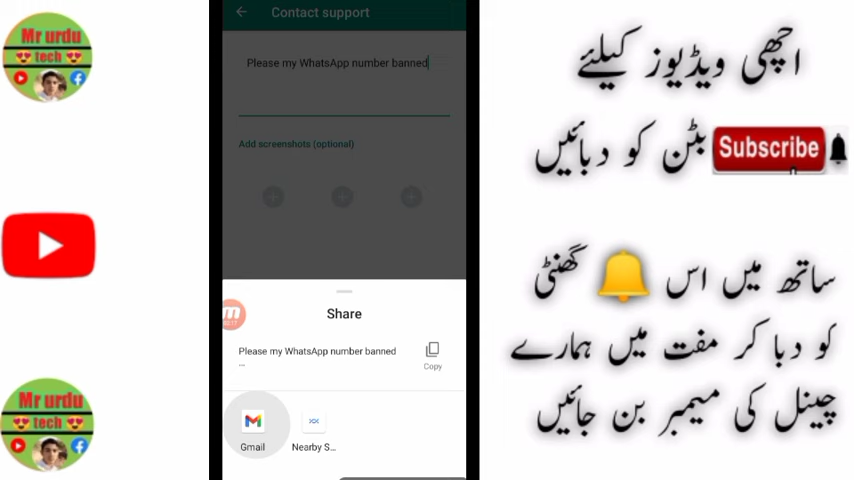 Mr urdu
tech
Contact support
Please my WhatsApp number banned
Add screenshots (optional)
Share
Please my WhatsApp number banned
...
Copy
Gmail
Nearby S...
اچھی ویڈیوز کیلئے
بٹن کو دبائیں Subscribe
ساتھ میں اس گھنٹی
کو دبا کر مفت میں ہمارے
چینل کی میمبر بن جائیں
Mr urdu
tech